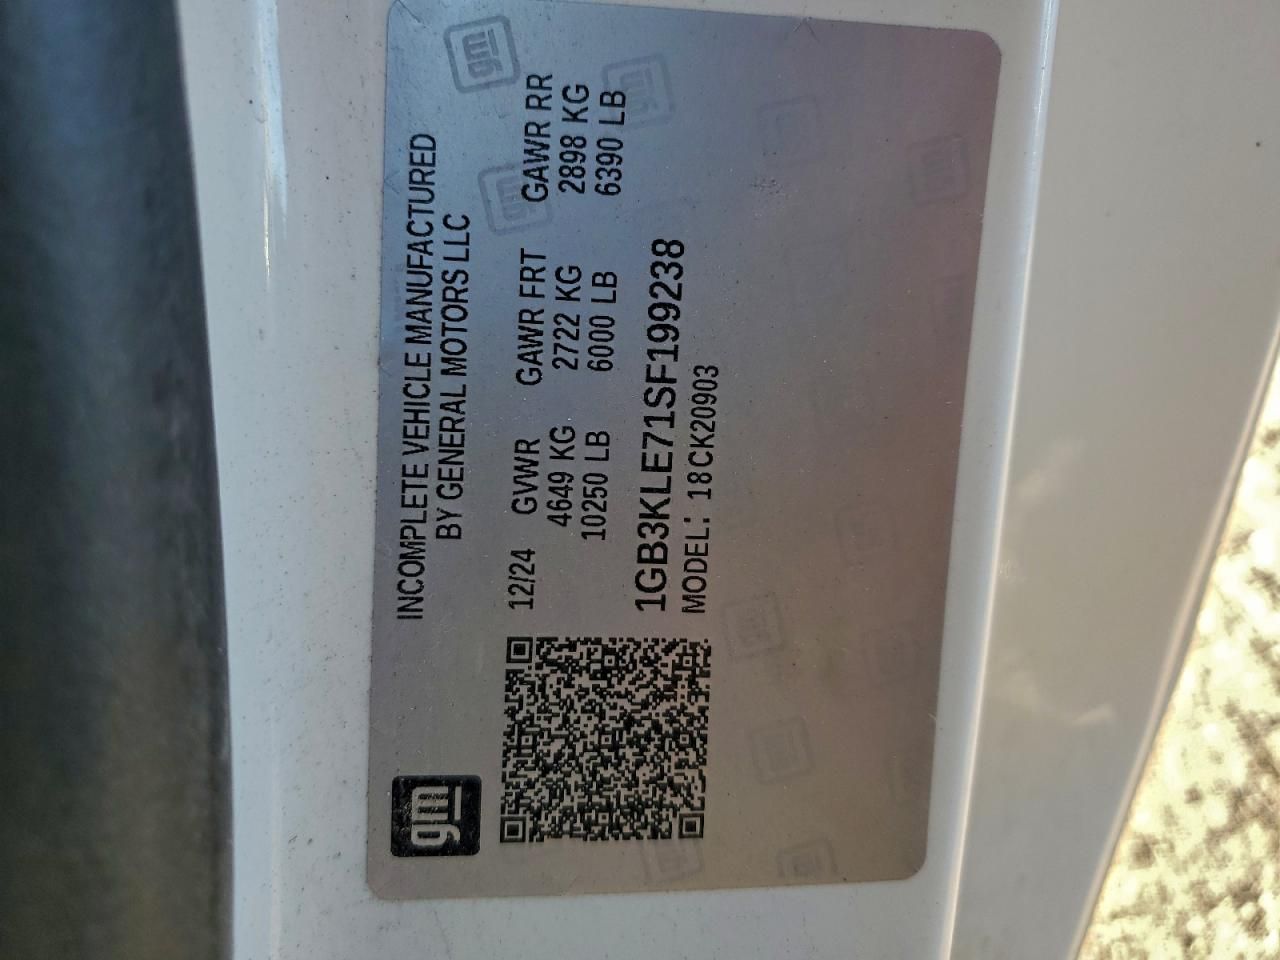 gm
INCOMPLETE VEHICLE MANUFACTURED
BY GENERAL MOTORS LLC
12/24 GVWR GAWR FRT GAWR RR
4649 KG 2722 KG 2898 KG
10250 LB 6000 LB 6390 LB
1GB3KLE71SF199238
MODEL: 18CK20903